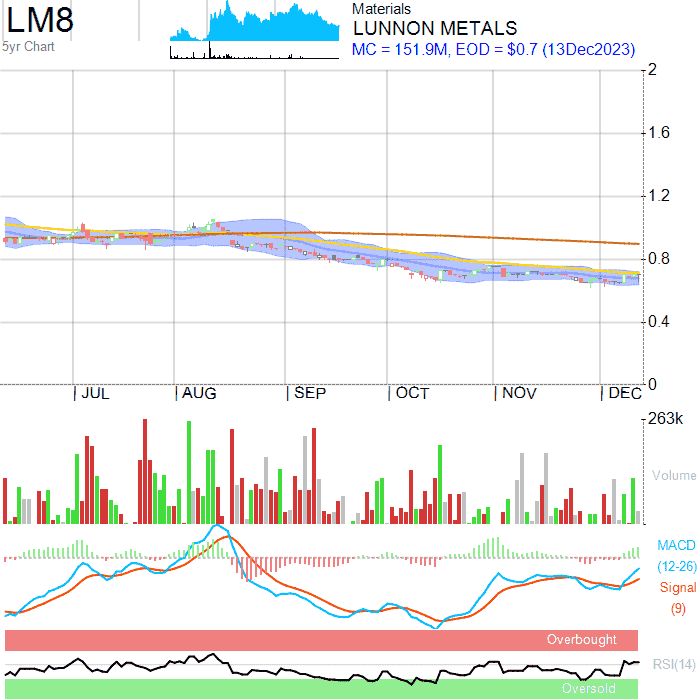 LM8
5yr Chart
Materials
LUNNON METALS
MC = 151.9M, EOD = $0.7 (13Dec2023)
2
1.6
1.2
0.8
0.4
0
JUL AUG SEP OCT NOV DEC
263k
Volume
MACD
(12-26)
Signal
(9)
Overbought
RSI(14)
Oversold